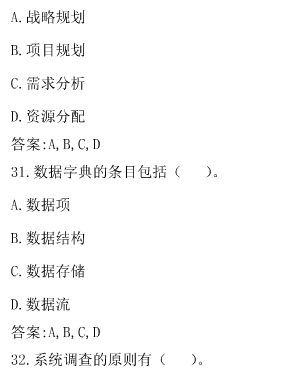 A.战略规划
B.项目规划
C.需求分析
D.资源分配
答案:A,B,C,D
31.数据字典的条目包括（　　）。
A.数据项
B.数据结构
C.数据存储
D.数据流
答案:A,B,C,D
32.系统调查的原则有（　　）。